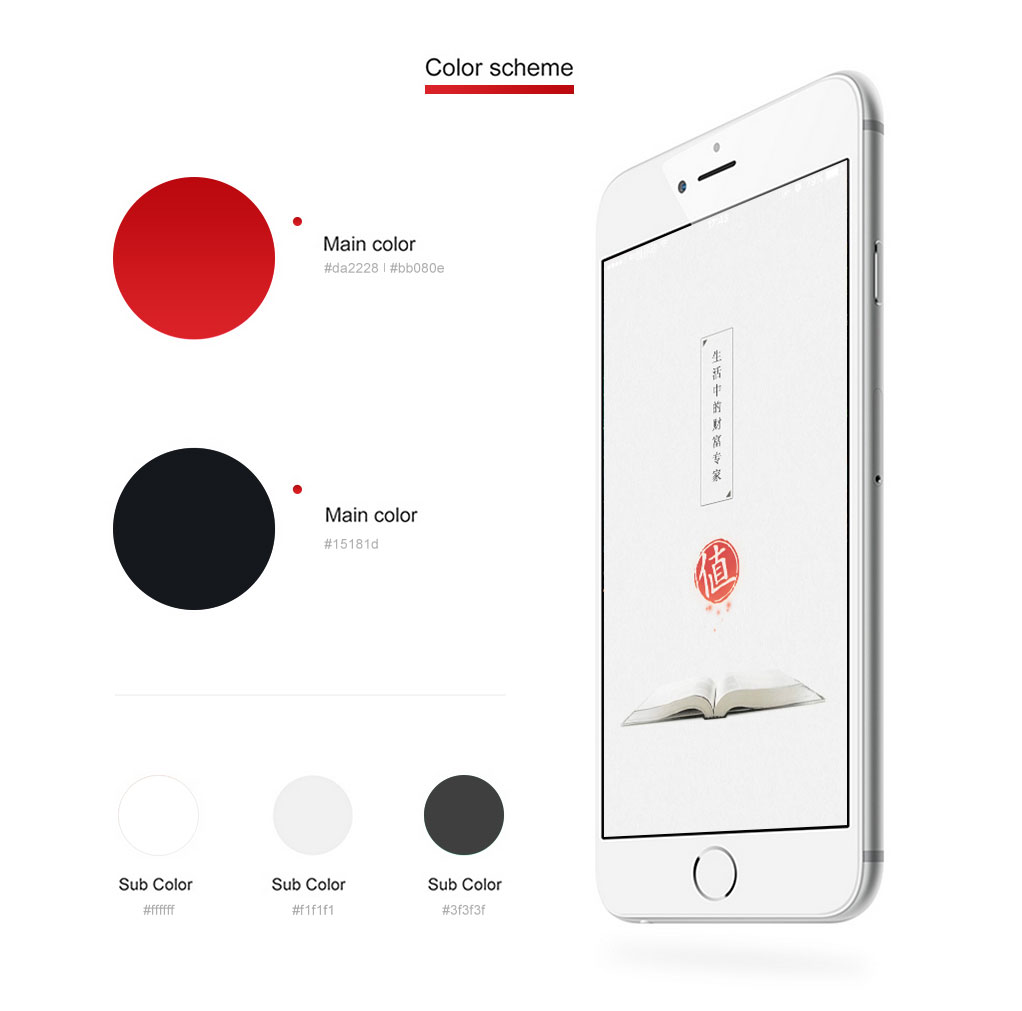 Color scheme
Main color
#da2228 | #bb080e
Main color
#15181d
生活中的财富专家
值
Sub Color
#ffffff
Sub Color
#f1f1f1
Sub Color
#3f3f3f